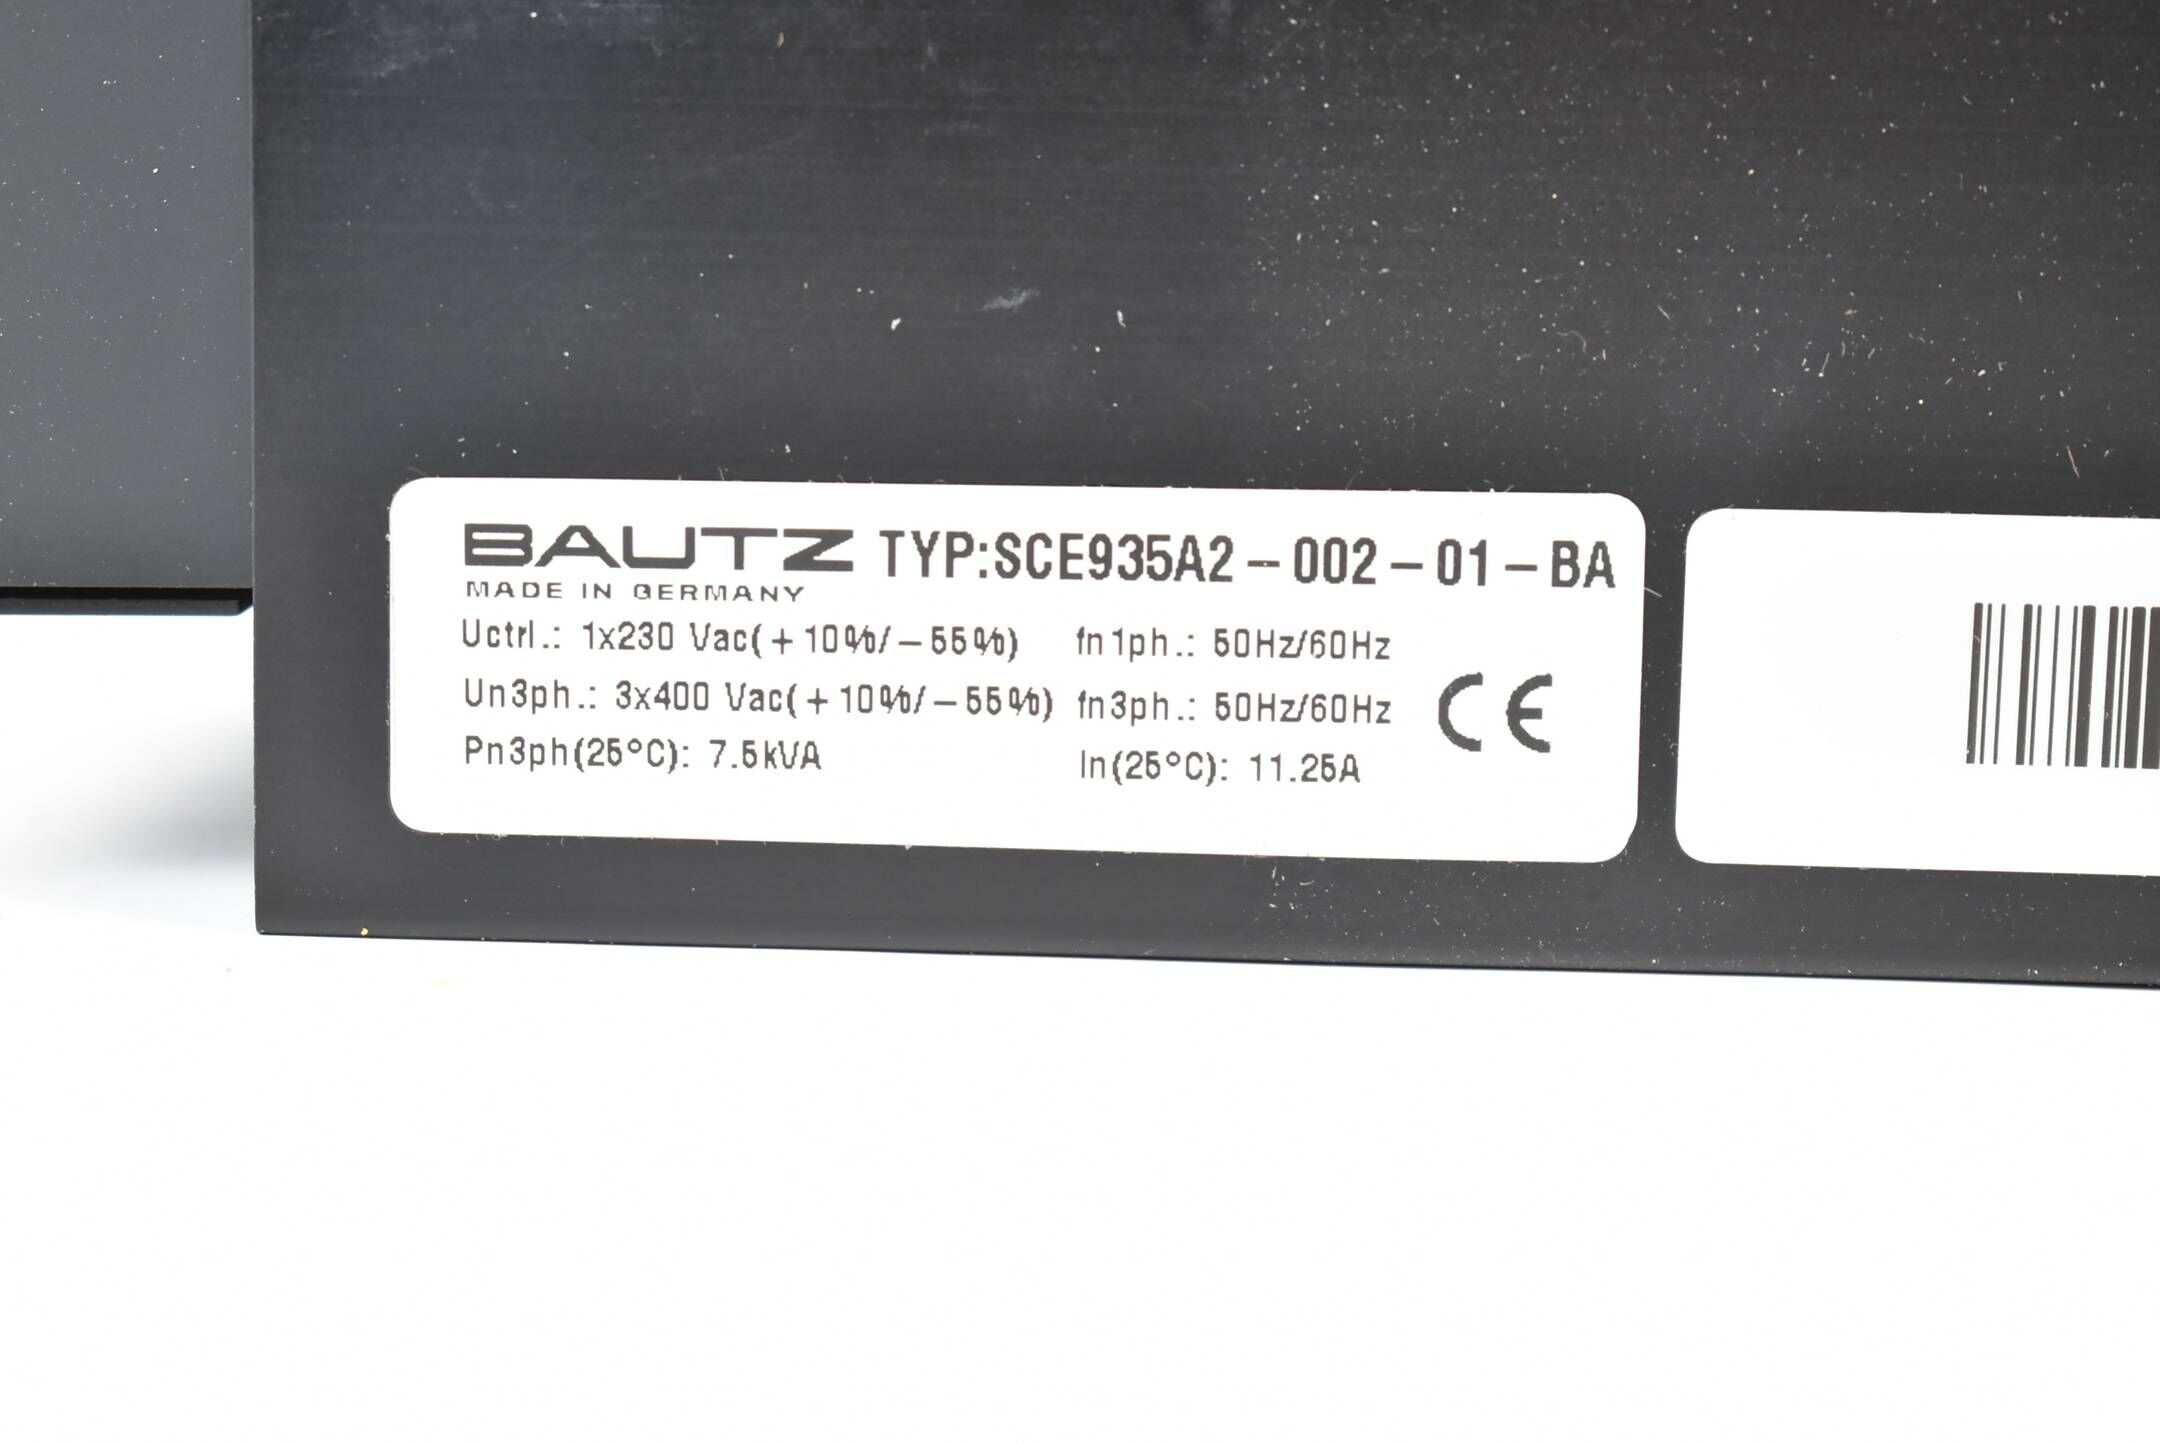 BAUTZ TYP:SCE935A2-002-01-BA
MADE IN GERMANY
Uctrl.: 1x230 Vac(+10%/-55%) fn1ph.: 50Hz/60Hz
Un3ph.: 3x400 Vac(+10%/-55%) fn3ph.: 50Hz/60Hz
CE
Pn3ph(25°C): 7.5kVA In(25°C): 11.25A